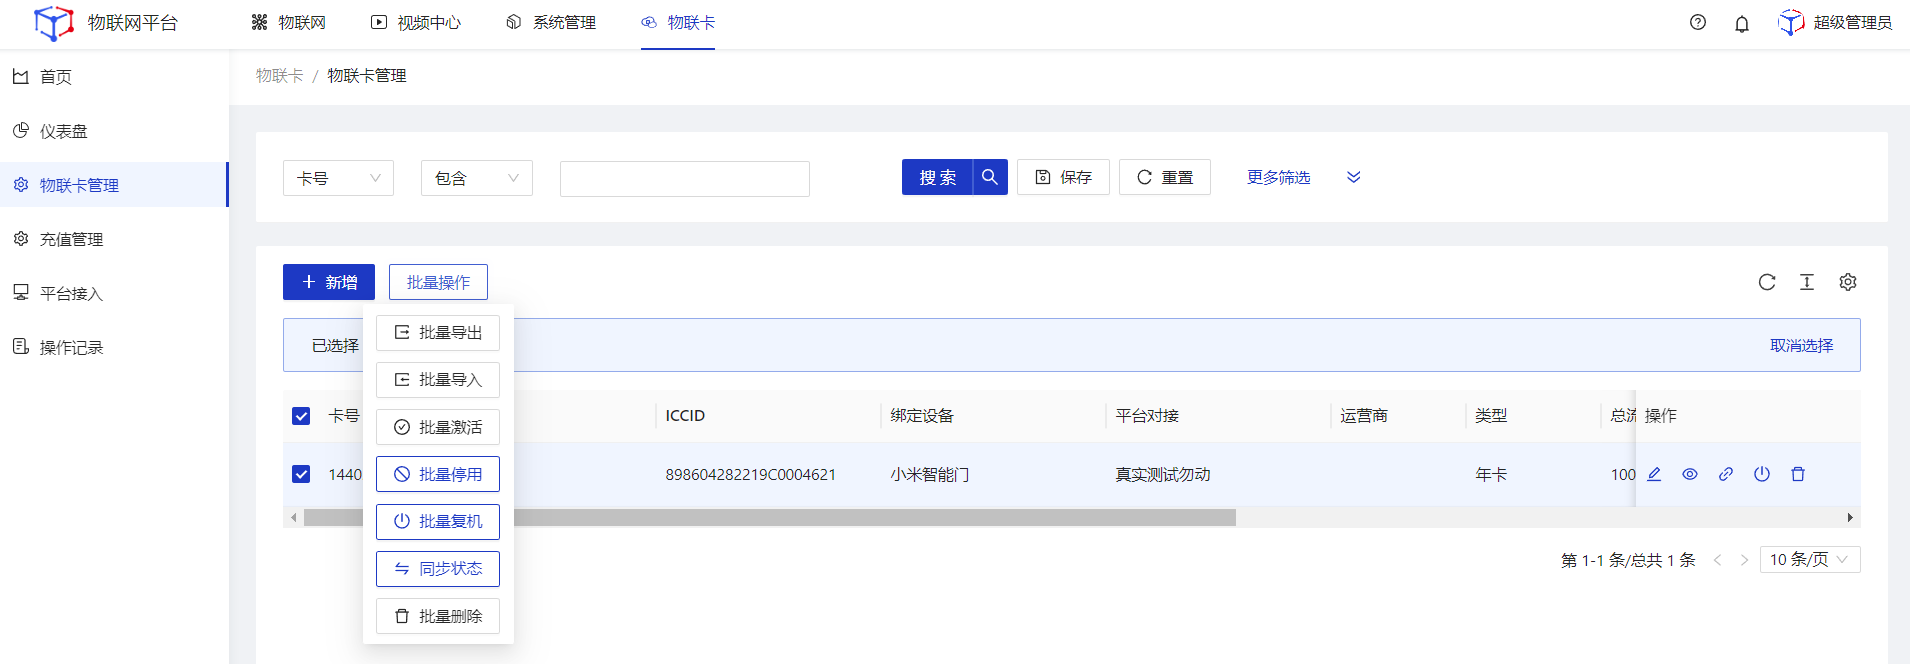 物联网平台
物联网
视频中心
系统管理
物联卡
超级管理员
首页
仪表盘
物联卡管理
充值管理
平台接入
操作记录
物联卡 / 物联卡管理
卡号
包含
搜 索
保存
重置
更多筛选
新增
批量操作
已选择
取消选择
批量导出
批量导入
批量激活
批量停用
批量复机
同步状态
批量删除
卡号 ICCID 绑定设备 平台对接 运营商 类型 总流 操作
1440 898604282219C0004621 小米智能门 真实测试勿动 年卡 100
第 1-1 条/总共 1 条
10 条/页